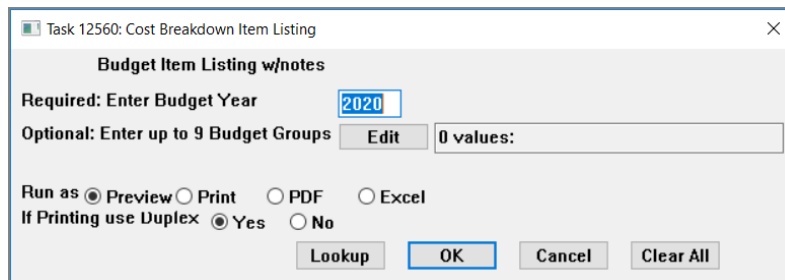 Task 12560: Cost Breakdown Item Listing
Budget Item Listing w/notes
Required: Enter Budget Year 2020
Optional: Enter up to 9 Budget Groups Edit 0 values:
Run as Preview Print PDF Excel
If Printing use Duplex Yes No
Lookup OK Cancel Clear All